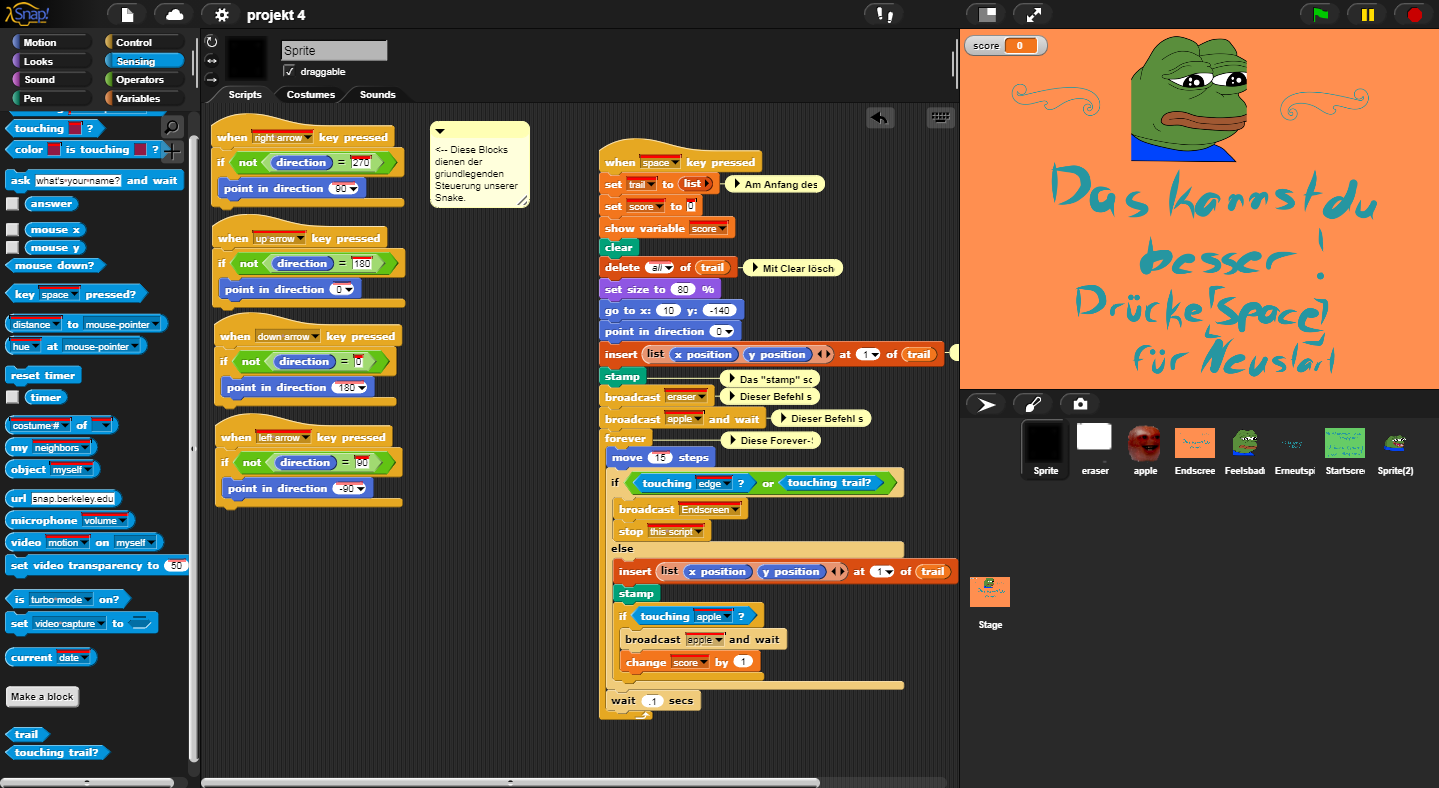 Snap!
projekt 4
Motion
Control
Looks
Sensing
Sound
Operators
Pen
Variables
touching ?
color is touching ?
ask what's your name? and wait
answer
mouse x
mouse y
mouse down?
key space pressed?
distance to mouse-pointer
hue at mouse-pointer
reset timer
timer
costume # of
my neighbors
object myself
url snap.berkeley.edu
microphone volume
video motion on myself
set video transparency to 50
is turbo mode on?
set video capture to
current date
Make a block
trail
touching trail?
Sprite
draggable
Scripts
Costumes
Sounds
when right arrow key pressed
if not direction = 270
point in direction 90
when up arrow key pressed
if not direction = 180
point in direction 0
when down arrow key pressed
if not direction = 0
point in direction 180
when left arrow key pressed
if not direction = 90
point in direction -90
<-- Diese Blocks
dienen der
griundlegenden
Steuerung unserer
Snake.
when space key pressed
set trail to list
Am Anfang des
set score to 0
show variable score
clear
delete all of trail
Mit Clear lösch
set size to 80 %
go to x: 10 y: -140
point in direction 0
insert list x position y position at 1 of trail
stamp
Das "stamp" sc
broadcast eraser
Dieser Befehl s
broadcast apple and wait
Dieser Befehl s
forever
Diese Forever-
move 15 steps
if touching edge ? or touching trail?
broadcast Endscreen
stop this script
else
insert list x position y position at 1 of trail
stamp
if touching apple ?
broadcast apple and wait
change score by 1
wait .1 secs
score 0
Das kannst du
besser!
Drücke "Space"
für Neustart
Sprite
eraser
apple
Endscree
Feelsbad
Erneutspi
Startscre
Sprite(2)
Stage